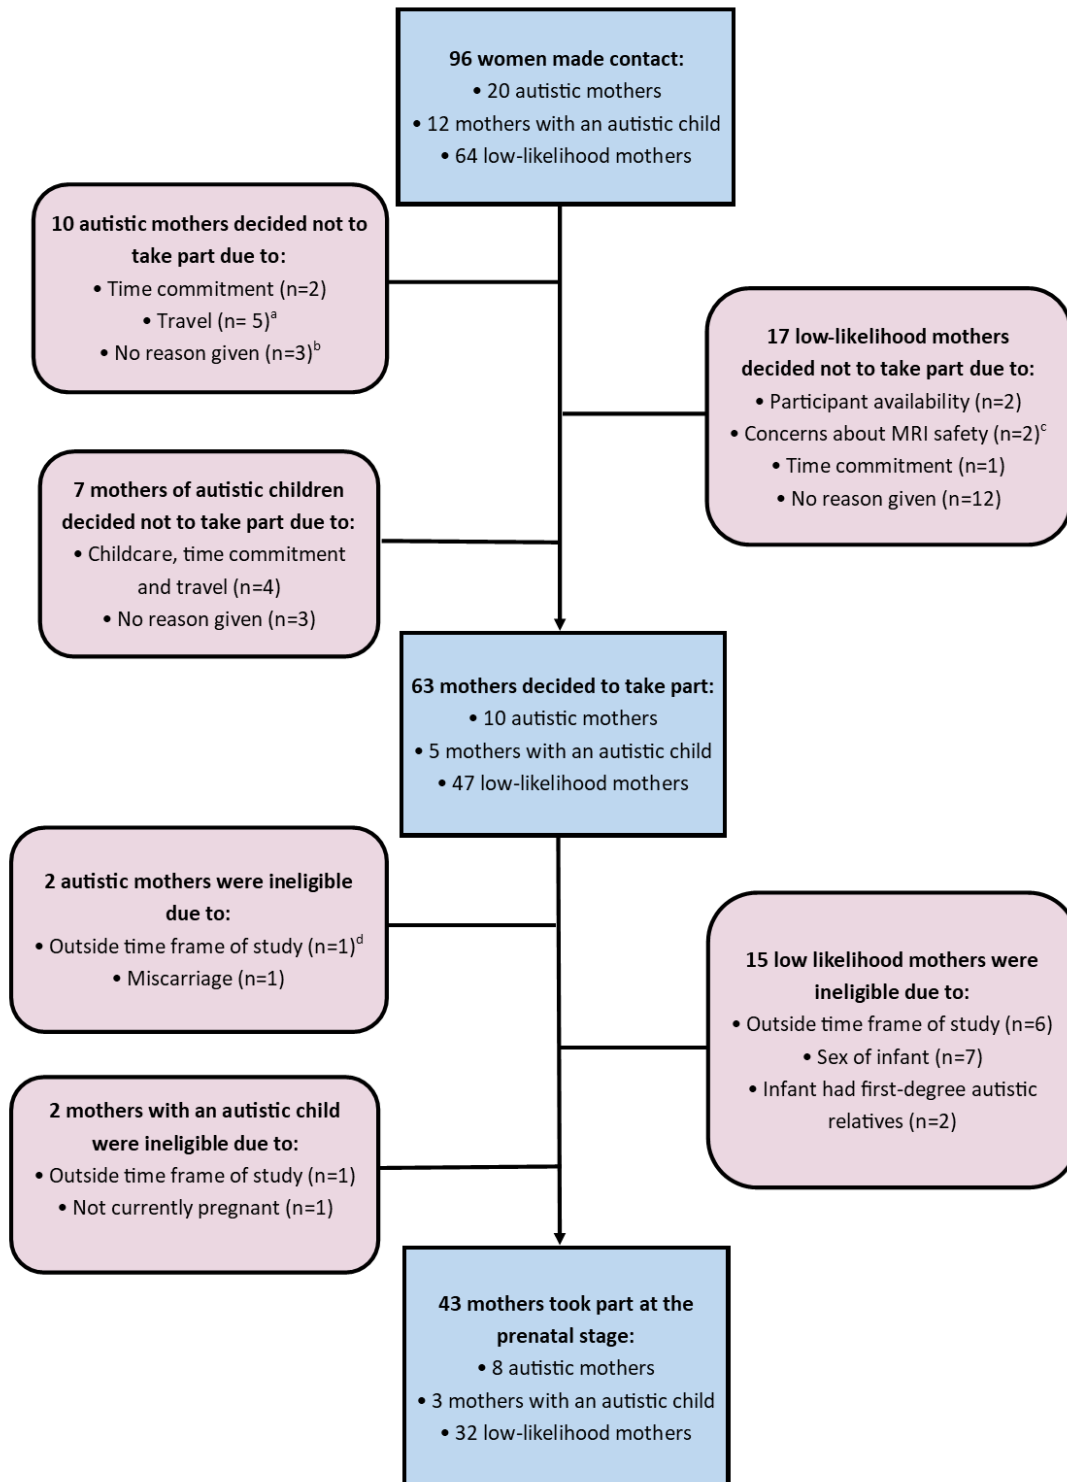 96 women made contact:
• 20 autistic mothers
• 12 mothers with an autistic child
• 64 low-likelihood mothers
10 autistic mothers decided not to
take part due to:
• Time commitment (n=2)
• Travel (n= 5)ᵃ
• No reason given (n=3)ᵇ
17 low-likelihood mothers
decided not to take part due to:
• Participant availability (n=2)
• Concerns about MRI safety (n=2)ᶜ
• Time commitment (n=1)
• No reason given (n=12)
7 mothers of autistic children
decided not to take part due to:
• Childcare, time commitment
and travel (n=4)
• No reason given (n=3)
63 mothers decided to take part:
• 10 autistic mothers
• 5 mothers with an autistic child
• 47 low-likelihood mothers
2 autistic mothers were ineligible
due to:
• Outside time frame of study (n=1)ᵈ
• Miscarriage (n=1)
15 low likelihood mothers were
ineligible due to:
• Outside time frame of study (n=6)
• Sex of infant (n=7)
• Infant had first-degree autistic
relatives (n=2)
2 mothers with an autistic child
were ineligible due to:
• Outside time frame of study (n=1)
• Not currently pregnant (n=1)
43 mothers took part at the
prenatal stage:
• 8 autistic mothers
• 3 mothers with an autistic child
• 32 low-likelihood mothers